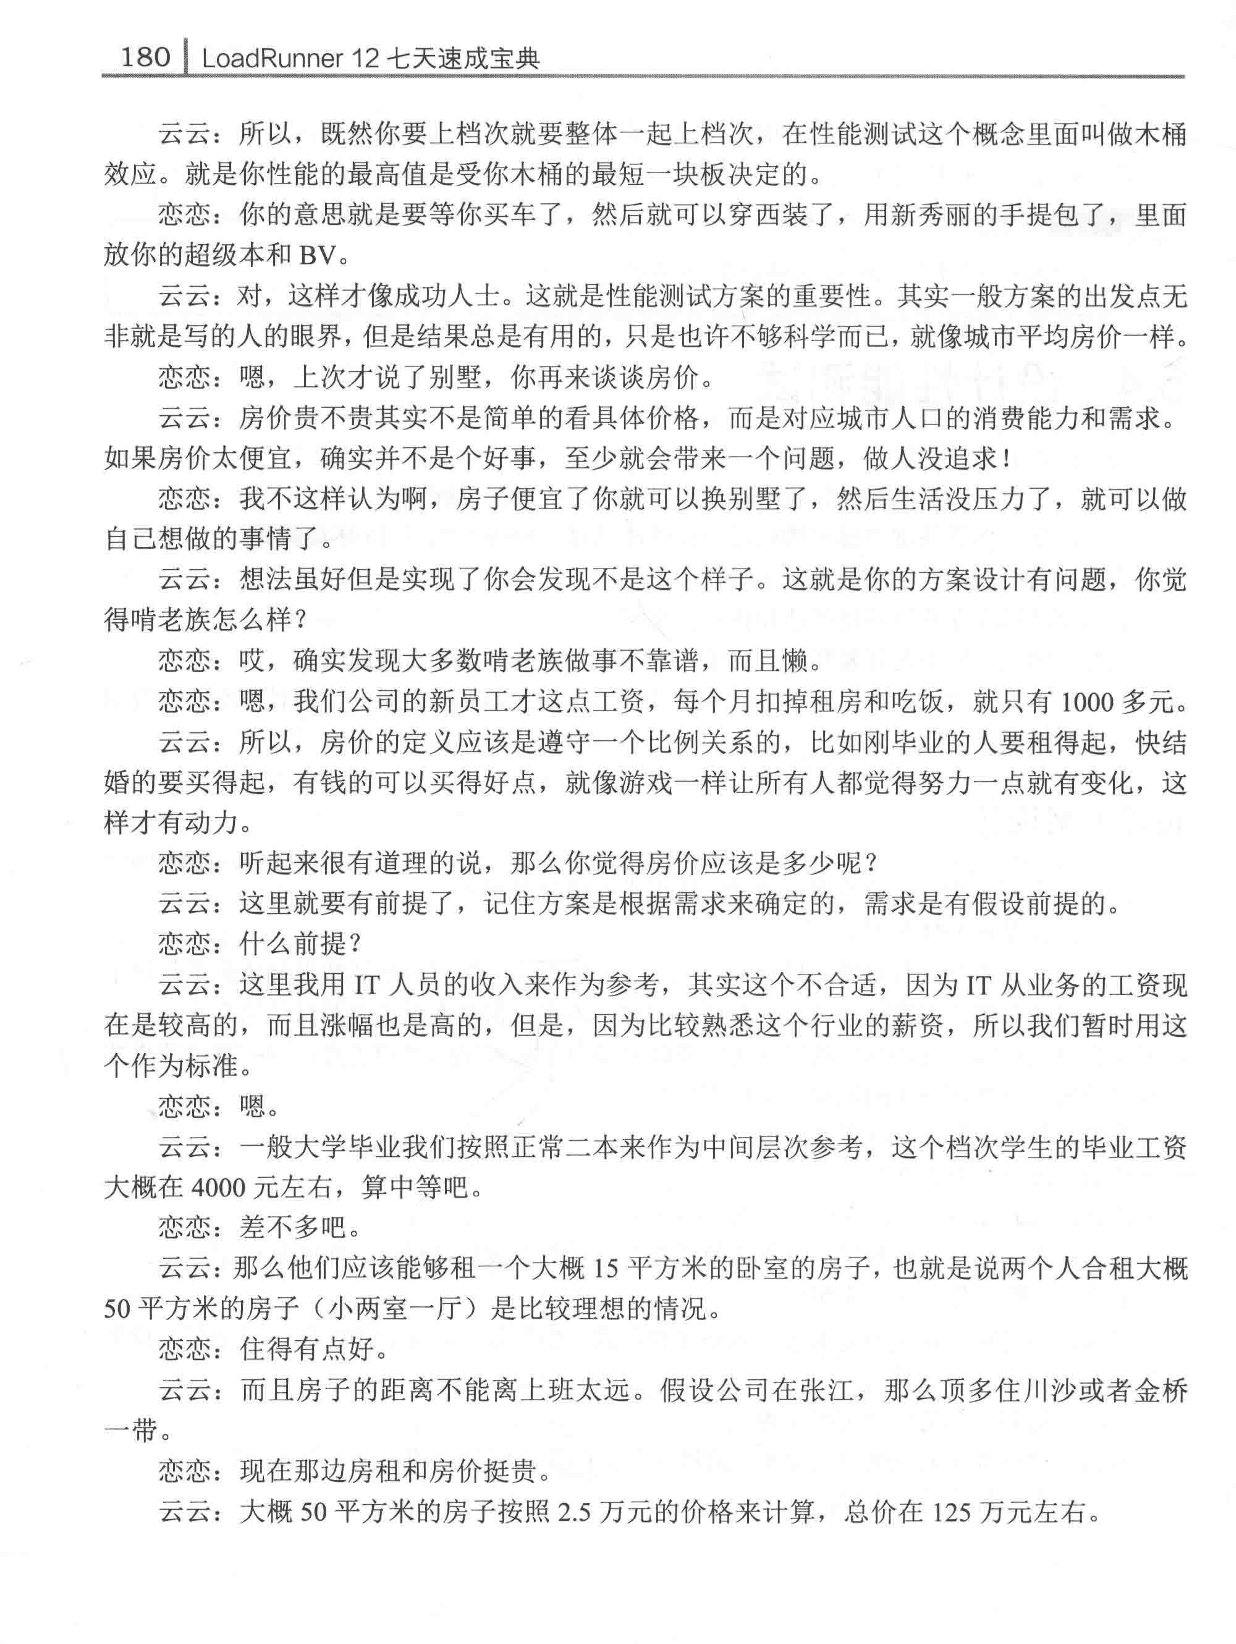 180 LoadRunner 12 七天速成宝典
云云：所以，既然你要上档次就要整体一起上档次，在性能测试这个概念里面叫做木桶
效应。就是你性能的最高值是受你木桶的最短一块板决定的。
恋恋：你的意思就是要等你买车了，然后就可以穿西装了，用新秀丽的手提包了，里面
放你的超级本和 BV。
云云：对，这样才像成功人士。这就是性能测试方案的重要性。其实一般方案的出发点无
非就是写的人的眼界，但是结果总是有用的，只是也许不够科学而已，就像城市平均房价一样。
恋恋：嗯，上次才说了别墅，你再来谈谈房价。
云云：房价贵不贵其实不是简单的看具体价格，而是对应城市人口的消费能力和需求。
如果房价太便宜，确实并不是个好事，至少就会带来一个问题，做人没追求！
恋恋：我不这样认为啊，房子便宜了你就可以换别墅了，然后生活没压力了，就可以做
自己想做的事情了。
云云：想法虽好但是实现了你会发现不是这个样子。这就是你的方案设计有问题，你觉
得啃老族怎么样？
恋恋：哎，确实发现大多数啃老族做事不靠谱，而且懒。
恋恋：嗯，我们公司的新员工才这点工资，每个月扣掉租房和吃饭，就只有 1000 多元。
云云：所以，房价的定义应该是遵守一个比例关系的，比如刚毕业的人要租得起，快结
婚的要买得起，有钱的可以买得好点，就像游戏一样让所有人都觉得努力一点就有变化，这
样才有动力。
恋恋：听起来很有道理的说，那么你觉得房价应该是多少呢？
云云：这里就要有前提了，记住方案是根据需求来确定的，需求是有假设前提的。
恋恋：什么前提？
云云：这里我用 IT 人员的收入来作为参考，其实这个不合适，因为 IT 从业务的工资现
在是较高的，而且涨幅也是高的，但是，因为比较熟悉这个行业的薪资，所以我们暂时用这
个作为标准。
恋恋：嗯。
云云：一般大学毕业我们按照正常二本来作为中间层次参考，这个档次学生的毕业工资
大概在 4000 元左右，算中等吧。
恋恋：差不多吧。
云云：那么他们应该能够租一个大概 15 平方米的卧室的房子，也就是说两个人合租大概
50 平方米的房子（小两室一厅）是比较理想的情况。
恋恋：住得有点好。
云云：而且房子的距离不能离上班太远。假设公司在张江，那么顶多住川沙或者金桥
一带。
恋恋：现在那边房租和房价挺贵。
云云：大概 50 平方米的房子按照 2.5 万元的价格来计算，总价在 125 万元左右。